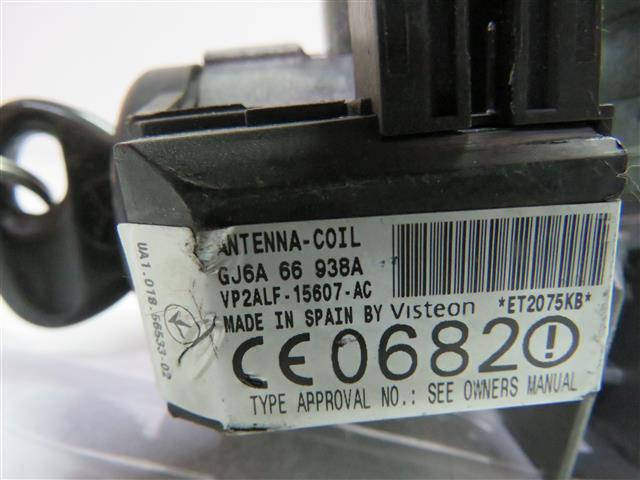 ANTENNA-COIL
GJ6A 66 938A
VP2ALF-15607-AC
MADE IN SPAIN BY Visteon
*ET2075KB*
CE0682
TYPE APPROVAL NO.: SEE OWNERS MANUAL
UA1-018-56533-02